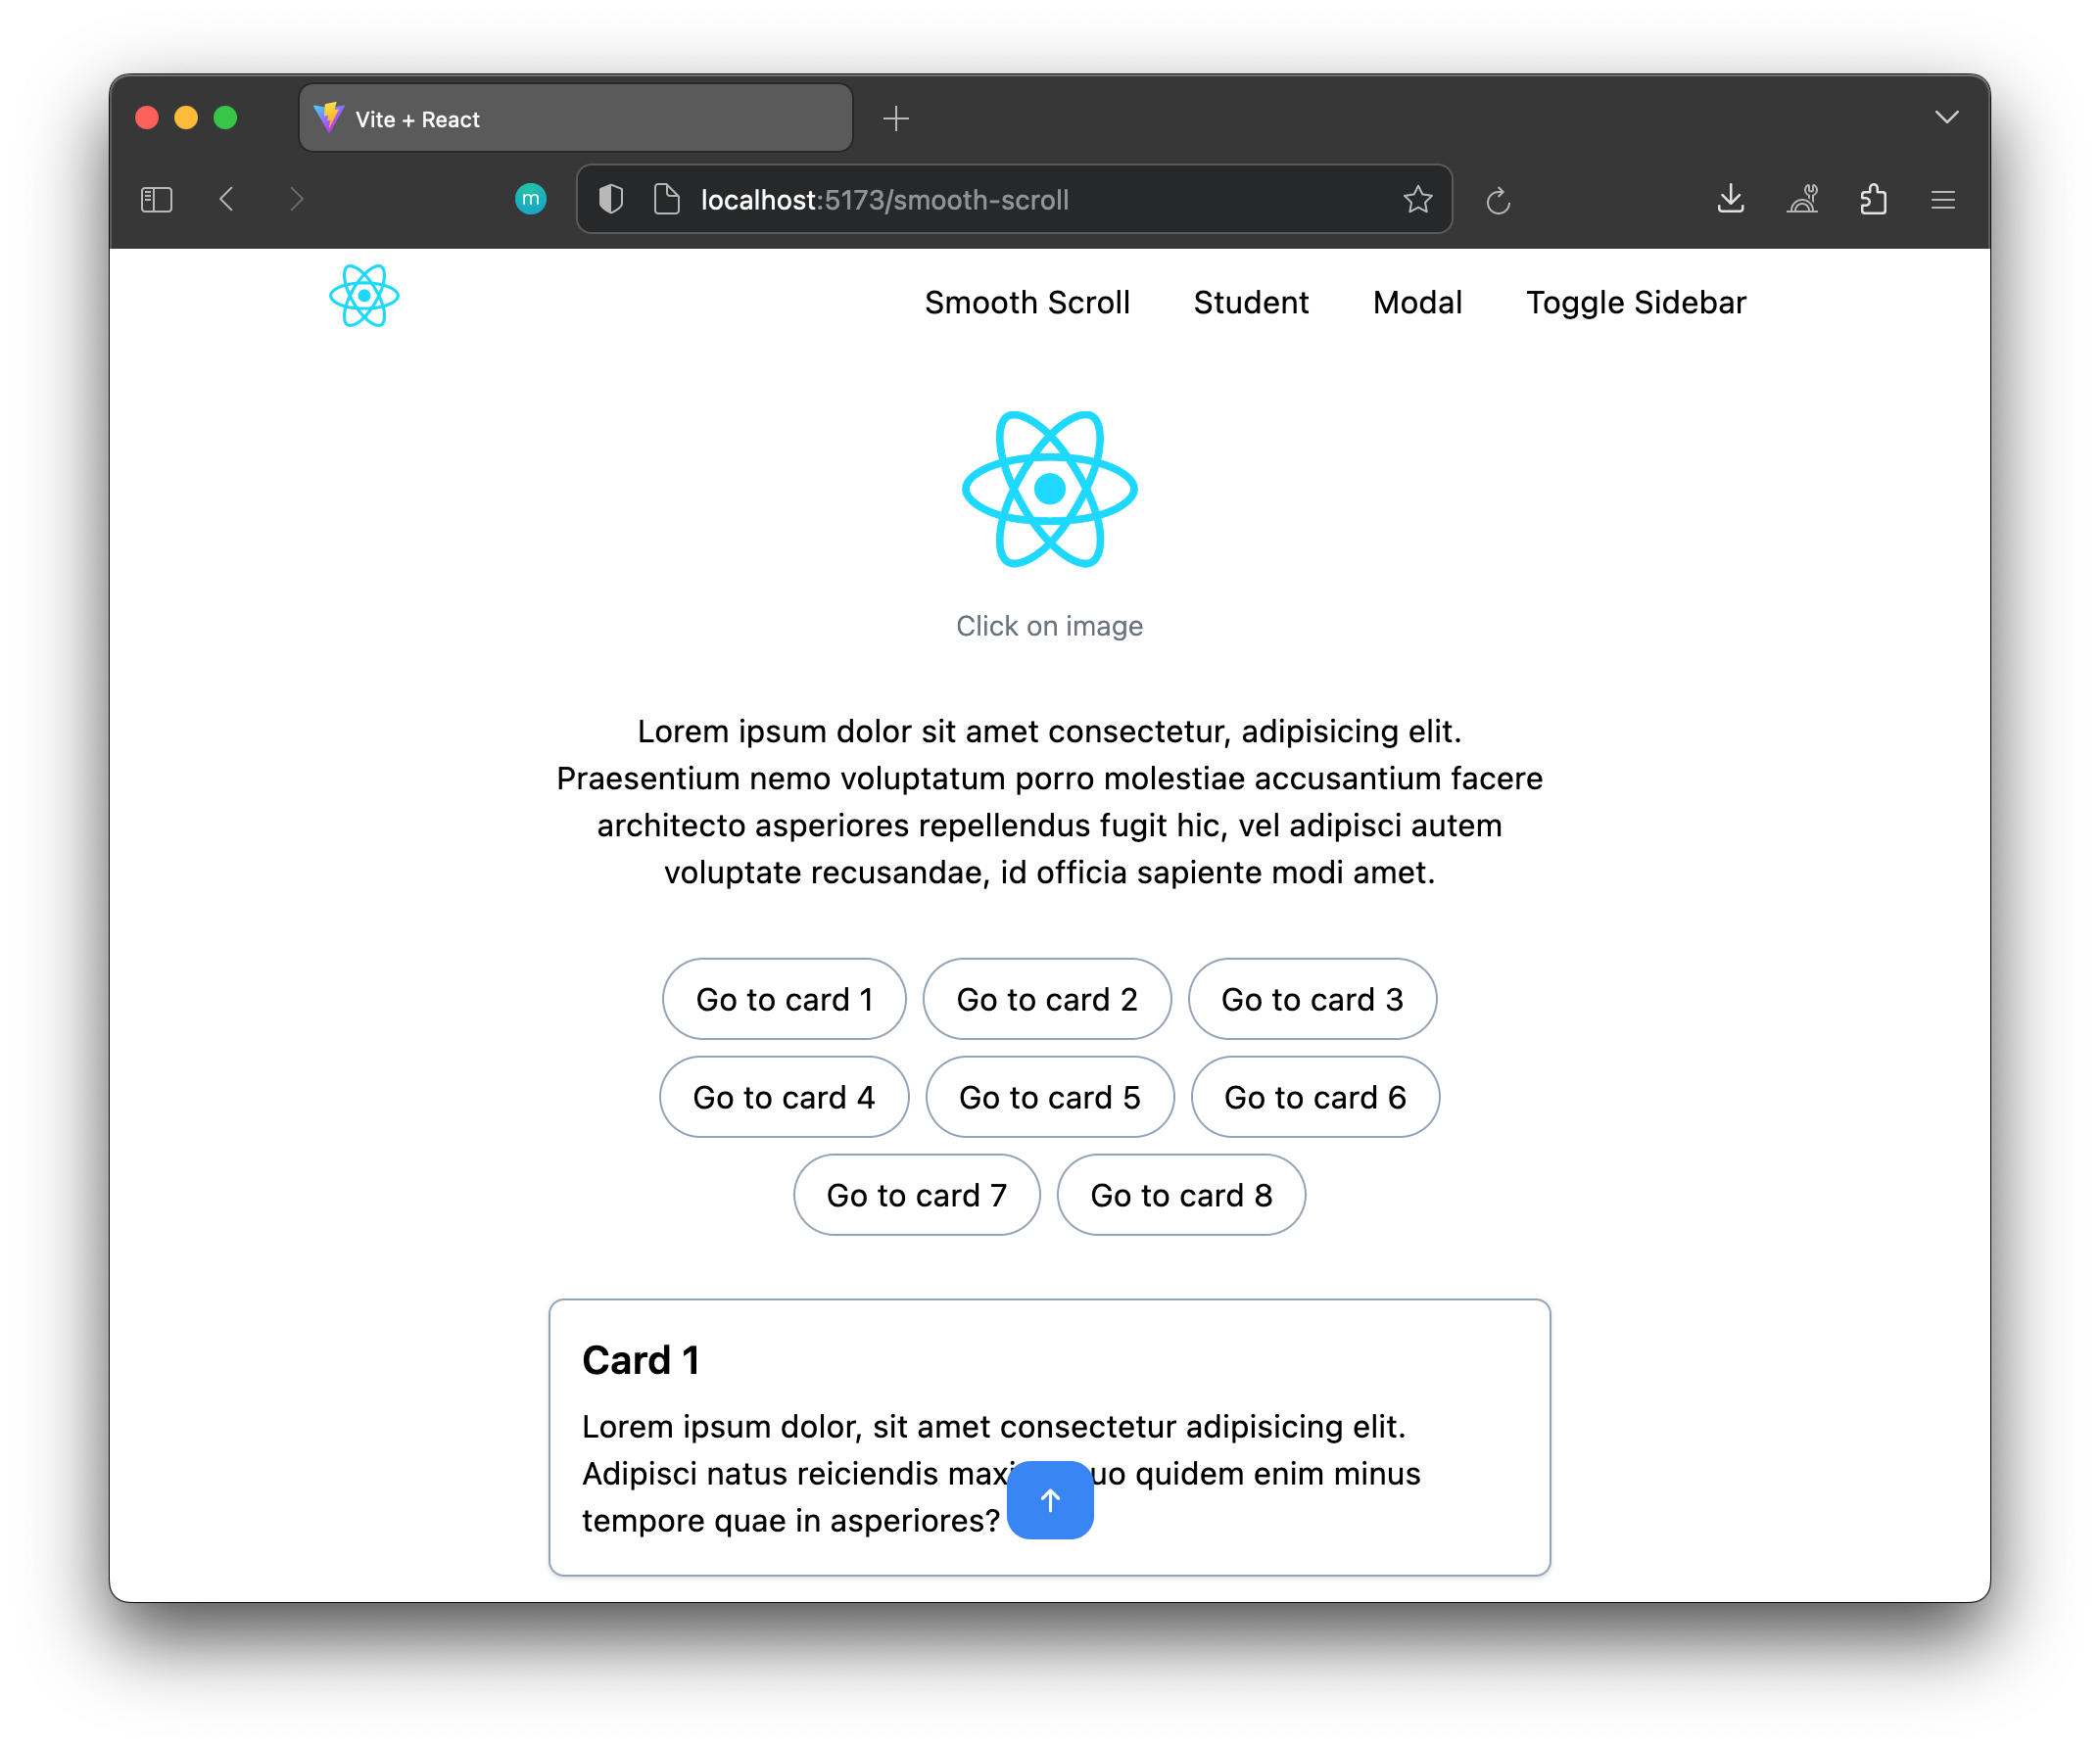 Vite + React
m
localhost:5173/smooth-scroll
Smooth Scroll Student Modal Toggle Sidebar
Click on image
Lorem ipsum dolor sit amet consectetur, adipisicing elit.
Praesentium nemo voluptatum porro molestiae accusantium facere
architecto asperiores repellendus fugit hic, vel adipisci autem
voluptate recusandae, id officia sapiente modi amet.
Go to card 1 Go to card 2 Go to card 3
Go to card 4 Go to card 5 Go to card 6
Go to card 7 Go to card 8
Card 1
Lorem ipsum dolor, sit amet consectetur adipisicing elit.
Adipisci natus reiciendis quidem enim minus
tempore quae in asperiores?